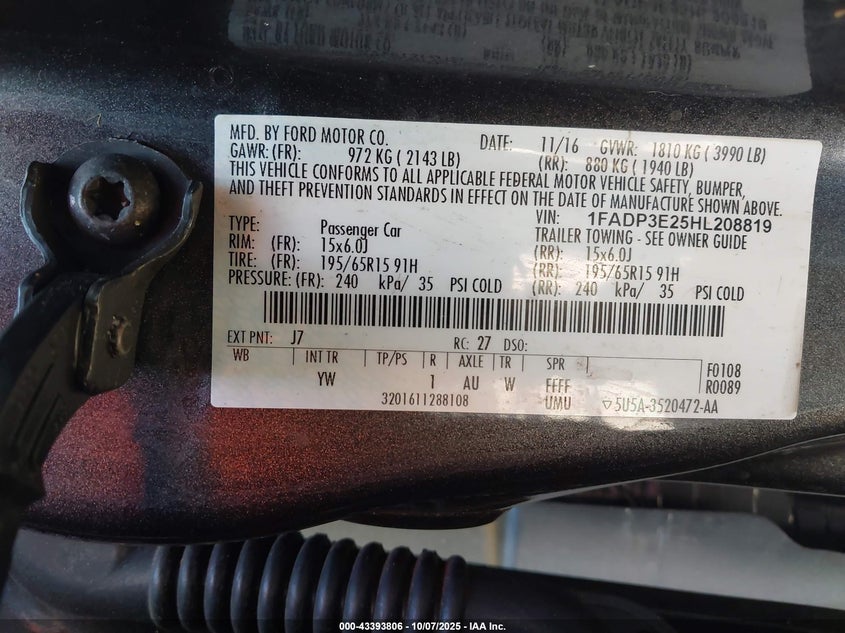 MFD. BY FORD MOTOR CO. DATE: 11/16 GVWR: 1810 KG ( 3990 LB)
GAWR: (FR): 972 KG ( 2143 LB) (RR): 880 KG ( 1940 LB)
THIS VEHICLE CONFORMS TO ALL APPLICABLE FEDERAL MOTOR VEHICLE SAFETY, BUMPER,
AND THEFT PREVENTION STANDARDS IN EFFECT ON THE DATE OF MANUFACTURE SHOWN ABOVE.
VIN: 1FADP3E25HL208819
TYPE: Passenger Car TRAILER TOWING - SEE OWNER GUIDE
RIM: (FR): 15x6.0J (RR): 15x6.0J
TIRE: (FR): 195/65R15 91H (RR): 195/65R15 91H
PRESSURE: (FR): 240 kPa/ 35 PSI COLD (RR): 240 kPa/ 35 PSI COLD
EXT PNT: J7 RC: 27 DSO:
WB INT TR TP/PS R AXLE TR SPR F0108
YW 1 AU W FFFF R0089
3201611288108 UMU 5U5A-3520472-AA
000-43393806 - 10/07/2025 - IAA Inc.